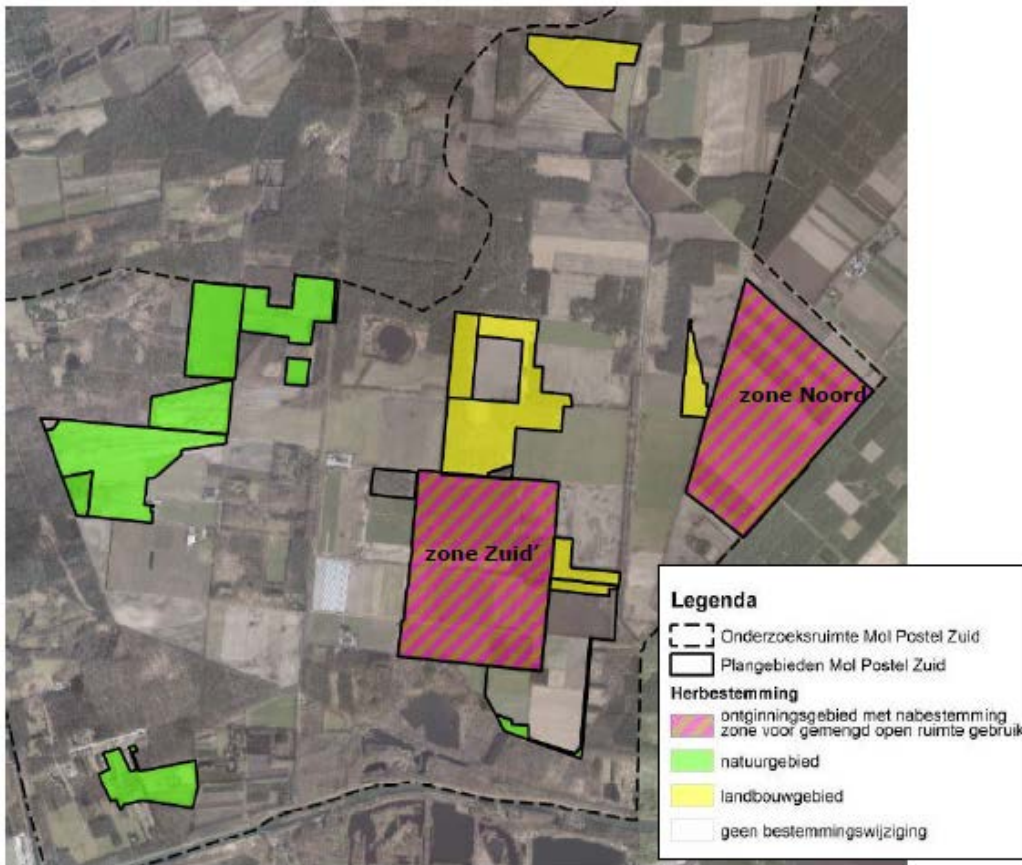 zone Noord
zone Zuid'
Legenda
Onderzoeksruimte Mol Postel Zuid
Plangebieden Mol Postel Zuid
Herbestemming
ontginningsgebied met nabestemming
zone voor gemengd open ruimte gebruik
natuurgebied
landbouwgebied
geen bestemmingswijziging